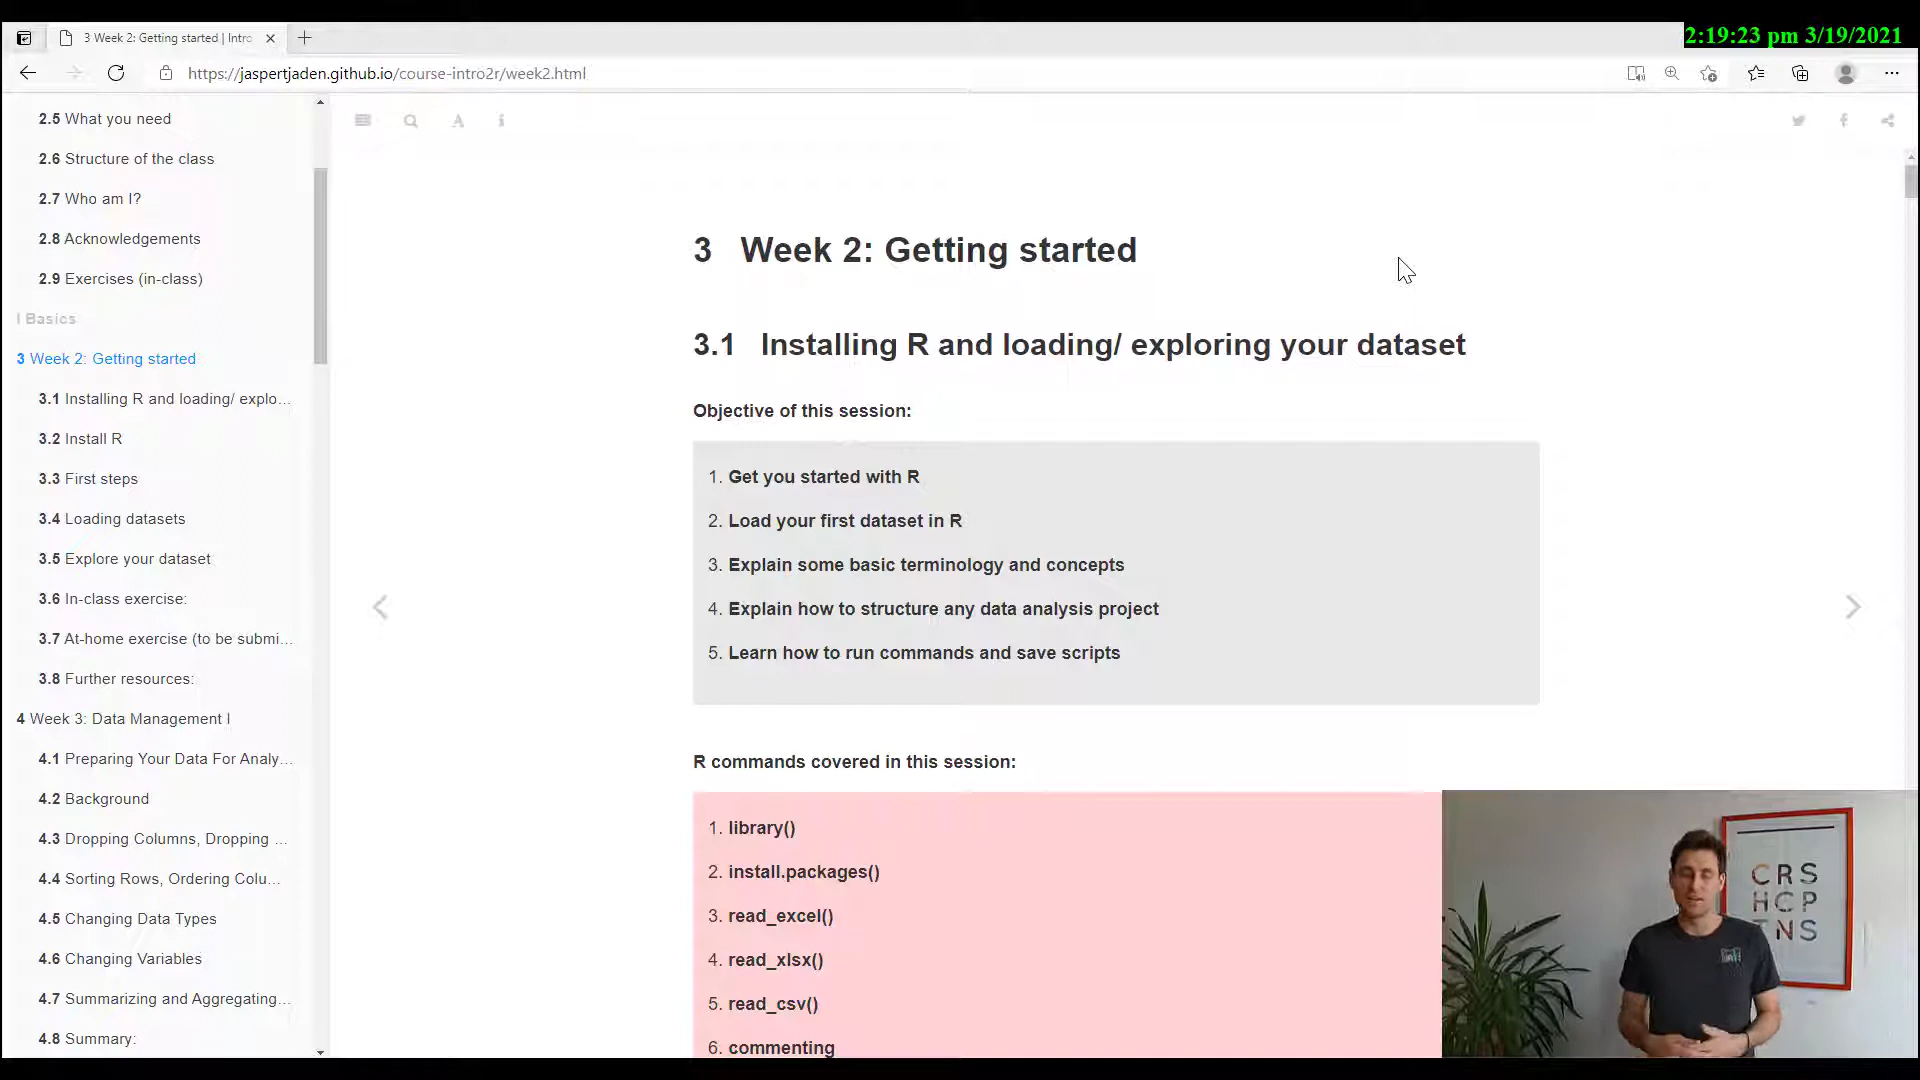 2:19:23 pm 3/19/2021
3 Week 2: Getting started | Intro
https://jaspertjaden.github.io/course-intro2r/week2.html
2.5 What you need
2.6 Structure of the class
2.7 Who am I?
2.8 Acknowledgements
2.9 Exercises (in-class)
I Basics
3 Week 2: Getting started
3.1 Installing R and loading/ explo...
3.2 Install R
3.3 First steps
3.4 Loading datasets
3.5 Explore your dataset
3.6 In-class exercise:
3.7 At-home exercise (to be submi...
3.8 Further resources:
4 Week 3: Data Management I
4.1 Preparing Your Data For Analy...
4.2 Background
4.3 Dropping Columns, Dropping ...
4.4 Sorting Rows, Ordering Colu...
4.5 Changing Data Types
4.6 Changing Variables
4.7 Summarizing and Aggregating...
4.8 Summary:
3 Week 2: Getting started
3.1 Installing R and loading/ exploring your dataset
Objective of this session:
1. Get you started with R
2. Load your first dataset in R
3. Explain some basic terminology and concepts
4. Explain how to structure any data analysis project
5. Learn how to run commands and save scripts
R commands covered in this session:
1. library()
2. install.packages()
3. read_excel()
4. read_xlsx()
5. read_csv()
6. commenting
CRS
HCP
TNS